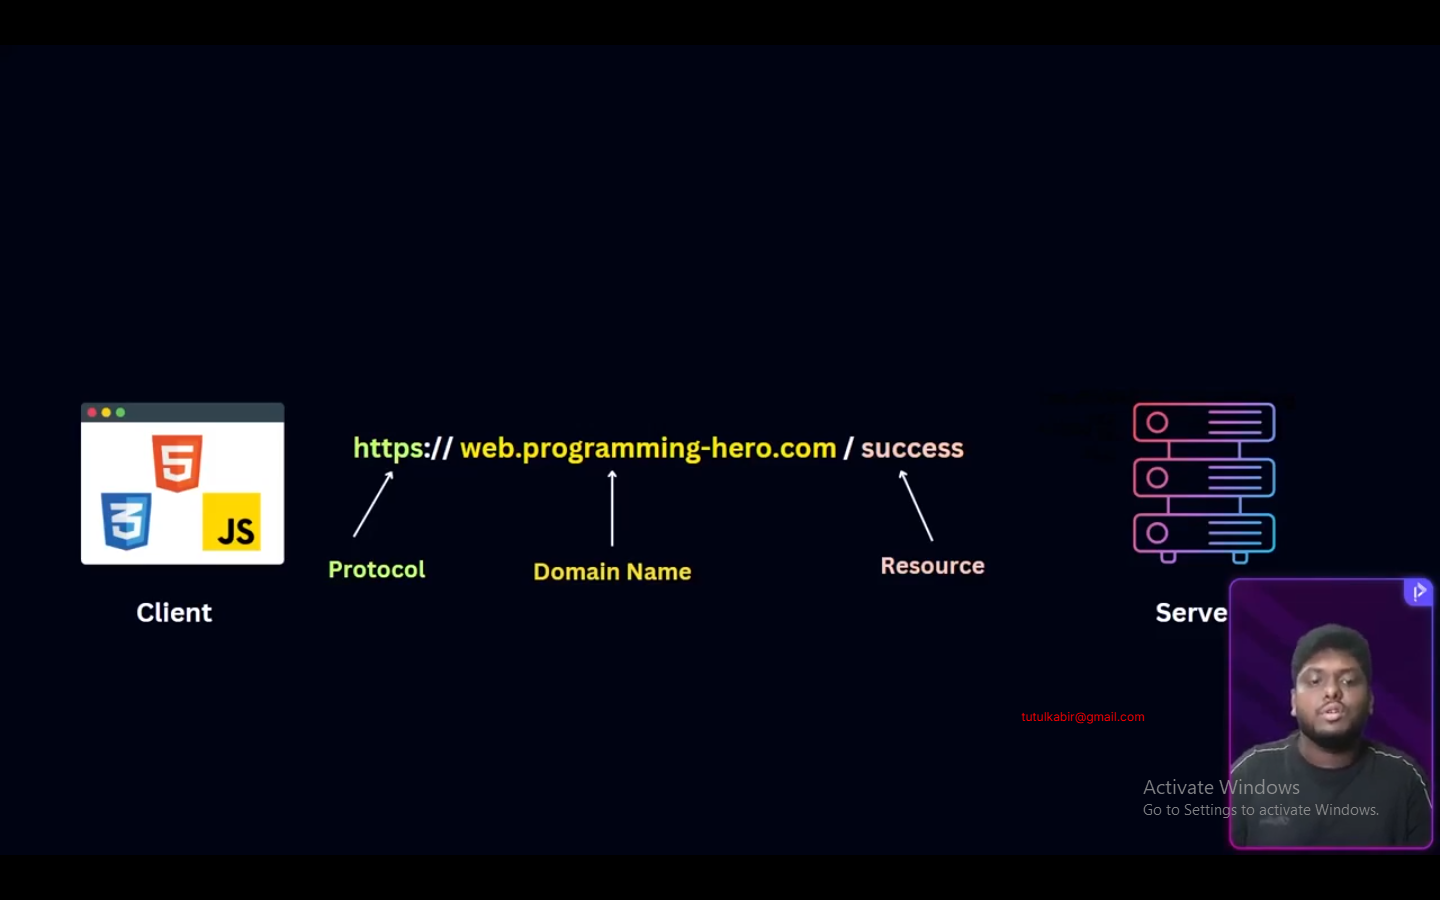 5
3
JS
https:// web.programming-hero.com / success
Protocol
Domain Name
Resource
Client
Serve
tutulkabir@gmail.com
Activate Windows
Go to Settings to activate Windows.